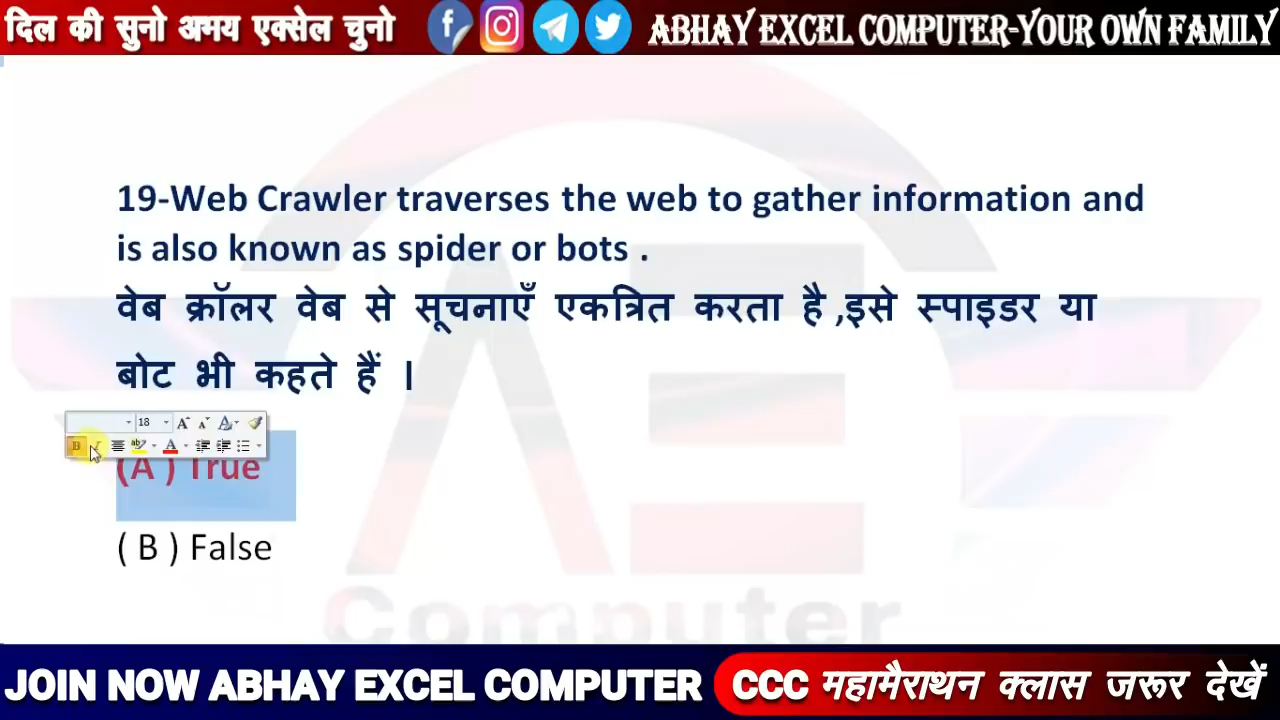 दिल की सुनो अमय एक्सेल चुनो
ABHAY EXCEL COMPUTER-YOUR OWN FAMILY
19-Web Crawler traverses the web to gather information and
is also known as spider or bots .
वेब क्रॉलर वेब से सूचनाएँ एकत्रित करता है ,इसे स्पाइडर या
बोट भी कहते हैं ।
18
(A ) True
( B ) False
Computer
JOIN NOW ABHAY EXCEL COMPUTER
CCC महामैराथन क्लास जरूर देखें